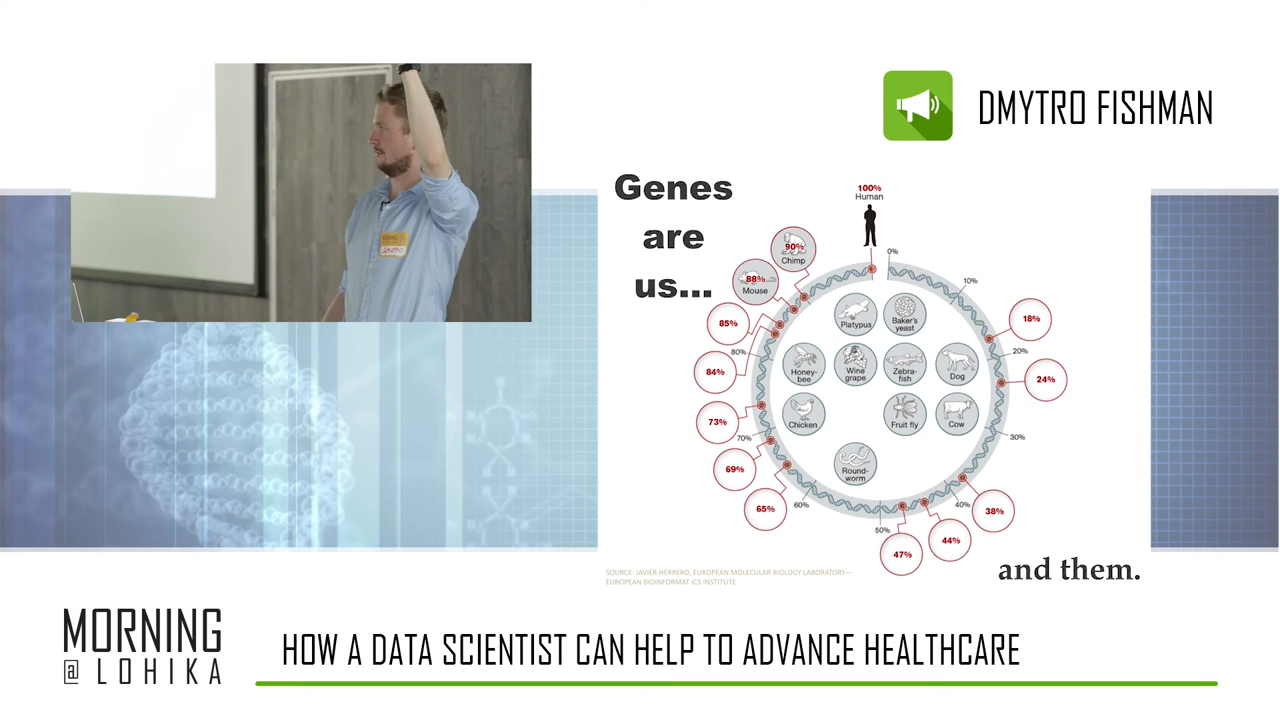 DMYTRO FISHMAN
Genes
are
us...
100%
Human
90%
Chimp
88%
Mouse
85%
84%
73%
69%
65%
47%
44%
38%
24%
18%
0%
10%
20%
30%
40%
50%
60%
70%
80%
Platypus
Baker's
yeast
Honey-
bee
Wine
grape
Zebra-
fish
Dog
Chicken
Fruit fly
Cow
Round-
worm
SOURCE: JAVIER HERRERO, EUROPEAN MOLECULAR BIOLOGY LABORATORY—
EUROPEAN BIOINFORMAT ICS INSTITUTE
and them.
MORNING
@ LOHIKA
HOW A DATA SCIENTIST CAN HELP TO ADVANCE HEALTHCARE